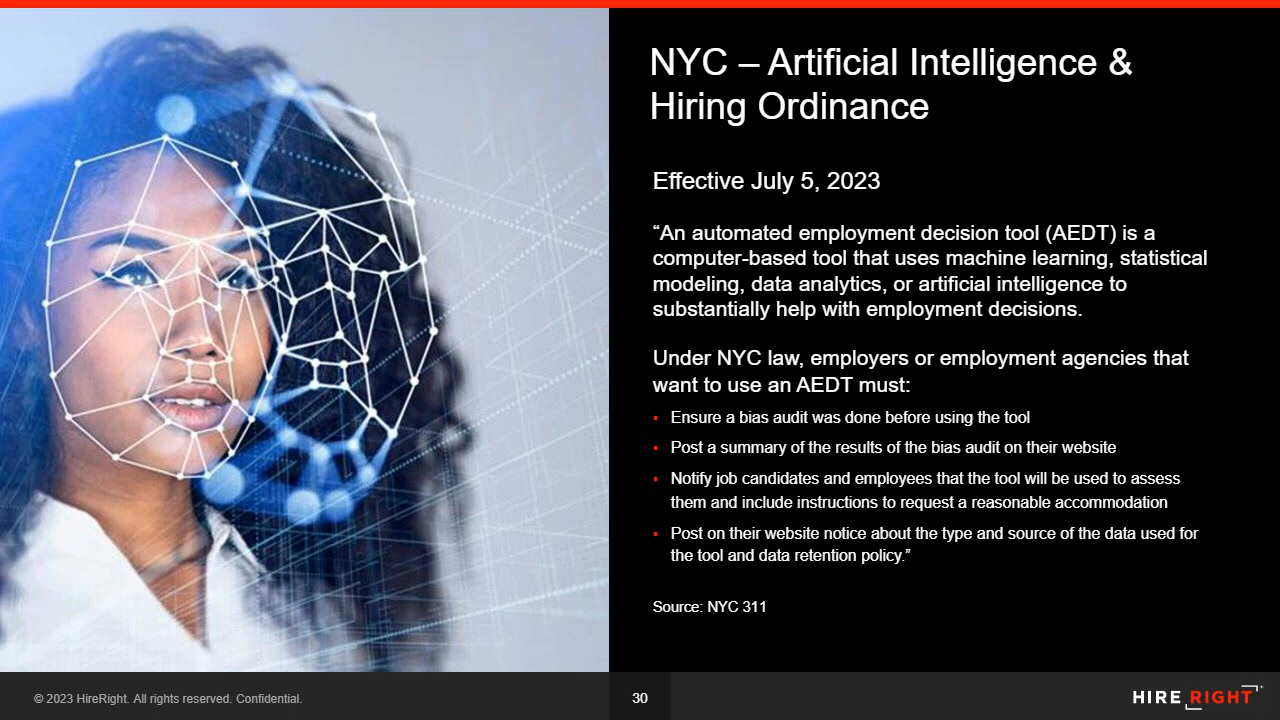 NYC – Artificial Intelligence &
Hiring Ordinance
Effective July 5, 2023
“An automated employment decision tool (AEDT) is a
computer-based tool that uses machine learning, statistical
modeling, data analytics, or artificial intelligence to
substantially help with employment decisions.
Under NYC law, employers or employment agencies that
want to use an AEDT must:
▪ Ensure a bias audit was done before using the tool
▪ Post a summary of the results of the bias audit on their website
▪ Notify job candidates and employees that the tool will be used to assess
them and include instructions to request a reasonable accommodation
▪ Post on their website notice about the type and source of the data used for
the tool and data retention policy.”
Source: NYC 311
© 2023 HireRight. All rights reserved. Confidential.
30
HIRE RIGHT